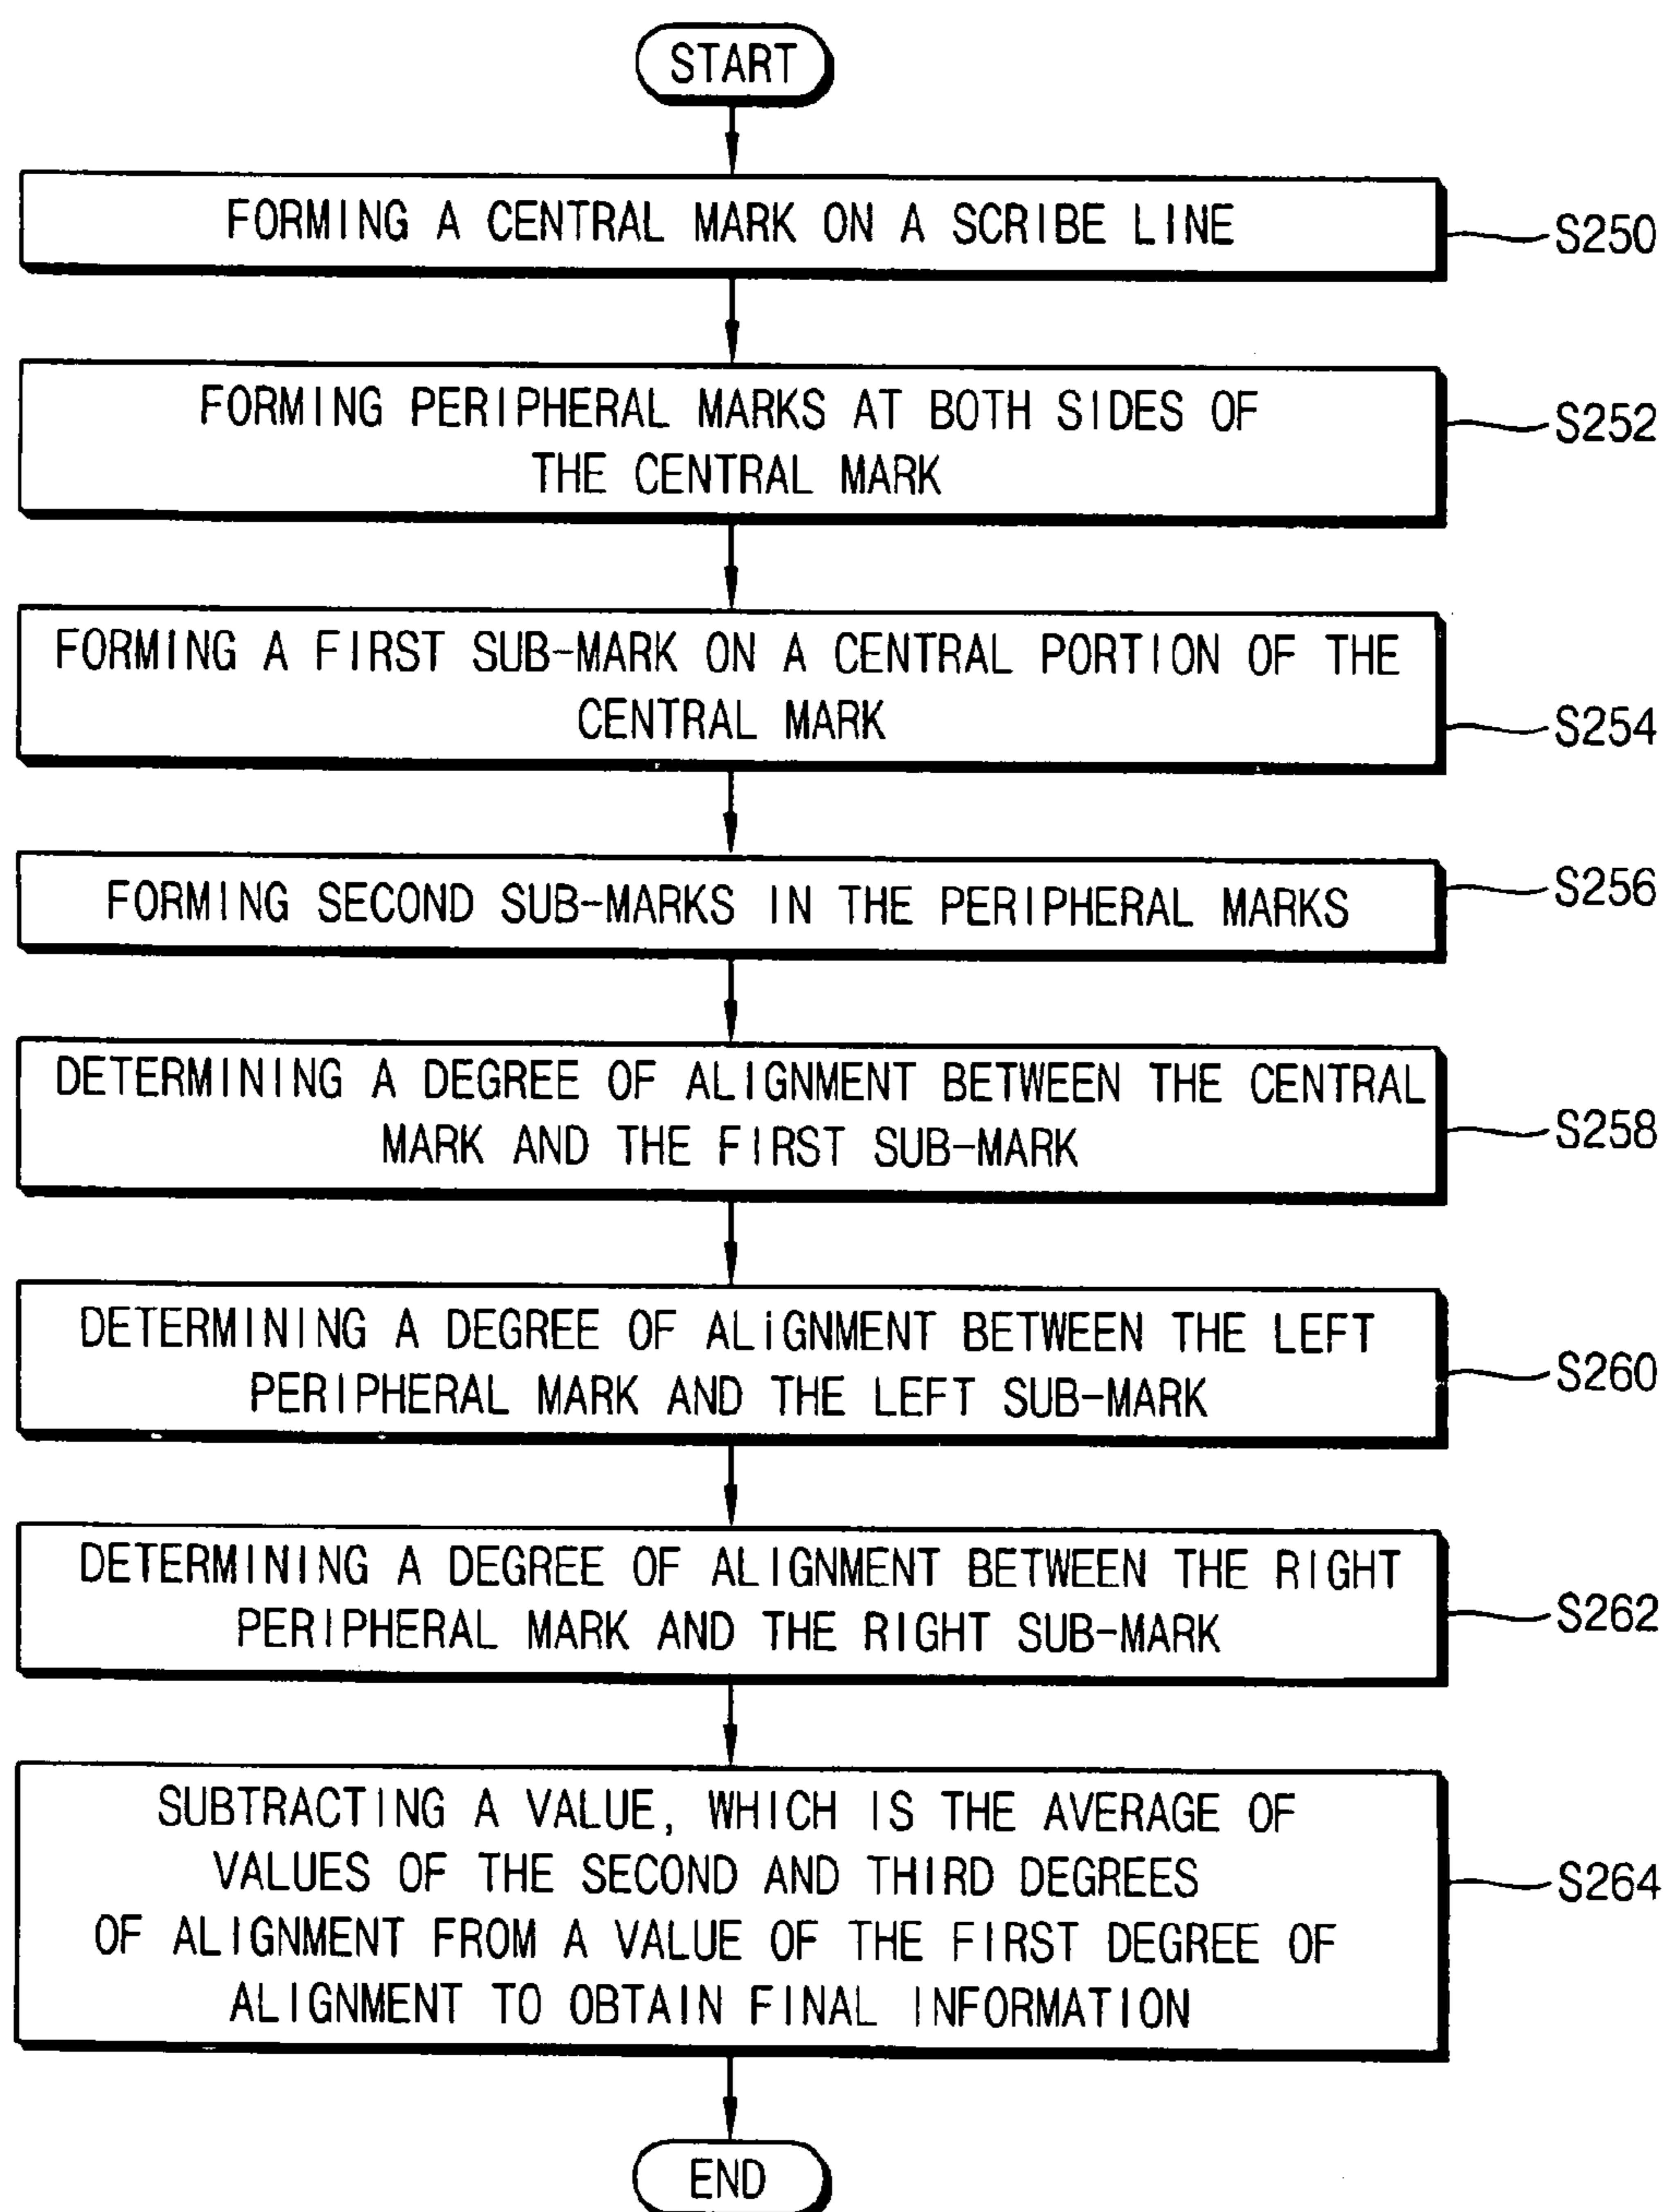 START
FORMING A CENTRAL MARK ON A SCRIBE LINE
S250
FORMING PERIPHERAL MARKS AT BOTH SIDES OF
THE CENTRAL MARK
S252
FORMING A FIRST SUB-MARK ON A CENTRAL PORTION OF THE
CENTRAL MARK
S254
FORMING SECOND SUB-MARKS IN THE PERIPHERAL MARKS
S256
DETERMINING A DEGREE OF ALIGNMENT BETWEEN THE CENTRAL
MARK AND THE FIRST SUB-MARK
S258
DETERMINING A DEGREE OF ALIGNMENT BETWEEN THE LEFT
PERIPHERAL MARK AND THE LEFT SUB-MARK
S260
DETERMINING A DEGREE OF ALIGNMENT BETWEEN THE RIGHT
PERIPHERAL MARK AND THE RIGHT SUB-MARK
S262
SUBTRACTING A VALUE, WHICH IS THE AVERAGE OF
VALUES OF THE SECOND AND THIRD DEGREES
OF ALIGNMENT FROM A VALUE OF THE FIRST DEGREE OF
ALIGNMENT TO OBTAIN FINAL INFORMATION
S264
END